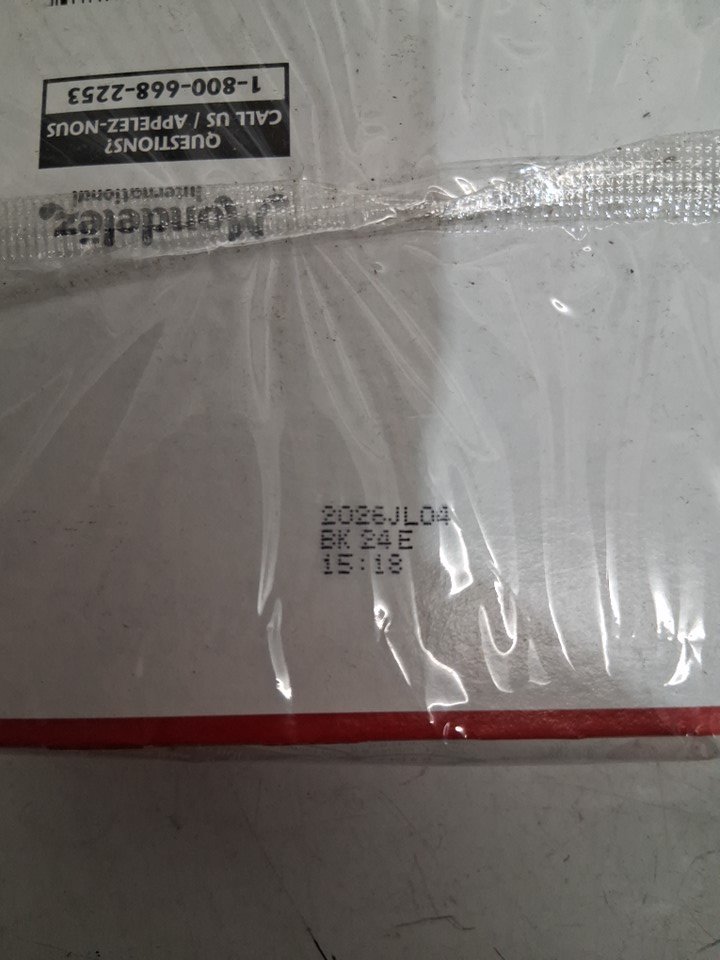 QUESTIONS?
CALL US / APPELEZ-NOUS
1-800-668-2253
Mondelēz
International
2026JL04
BK 24 E
15:18